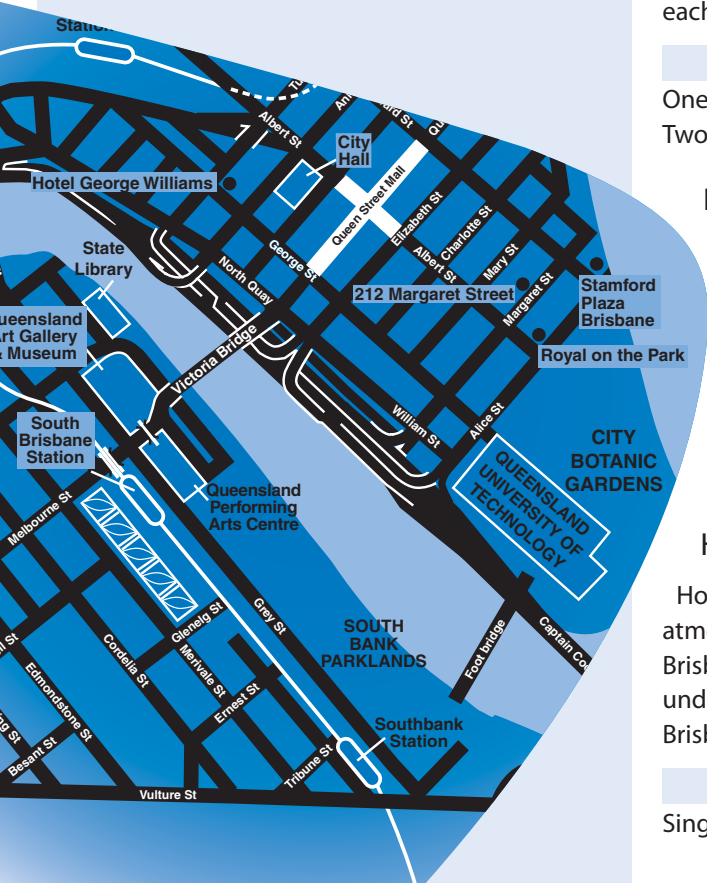 Station
Albert St
City
Hall
Hotel George Williams
Queen Street Mall
Elizabeth St
Charlotte St
Albert St
Mary St
Margaret St
George St
North Quay
State
Library
212 Margaret Street
Stamford
Plaza
Brisbane
Royal on the Park
Queensland
Art Gallery
& Museum
Victoria Bridge
South
Brisbane
Station
William St
Alice St
CITY
BOTANIC
GARDENS
QUEENSLAND
UNIVERSITY OF
TECHNOLOGY
Melbourne St
Queensland
Performing
Arts Centre
Grey St
Glenelg St
SOUTH
BANK
PARKLANDS
Foot bridge
Captain Coo
Cordelia St
Merivale St
Edmondstone St
Ernest St
Besant St
Southbank
Station
Tribune St
Vulture St
each
One
Two
Ho
atm
Brisb
und
Brisb
Sing